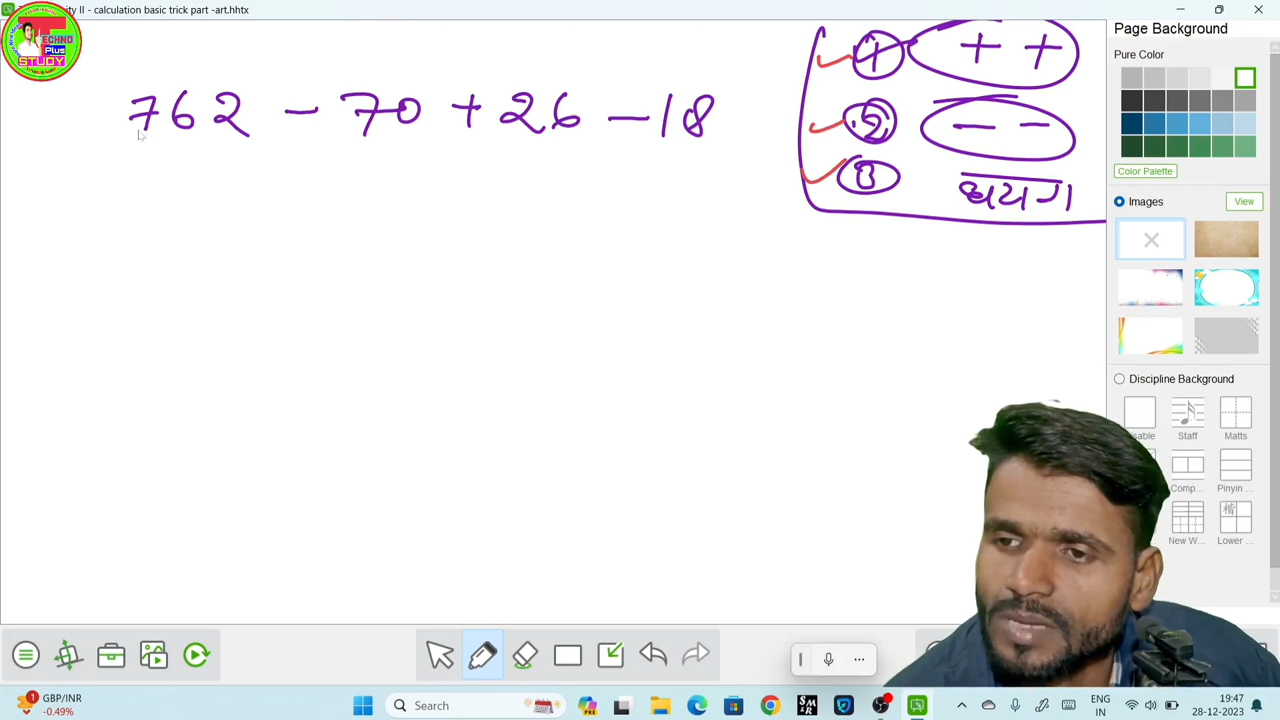 ity II - calculation basic trick part -art.hhtx
TECHNO
Plus
STUDY
762 - 70 + 26 - 18
1 + +
2 - -
3
Page Background
Pure Color
Color Palette
Images
View
Discipline Background
Staff
Matts
Comp...
Pinyin ...
New W...
Lower ...
1
GBP/INR
-0.49%
Search
ENG
IN
19:47
28-12-2023